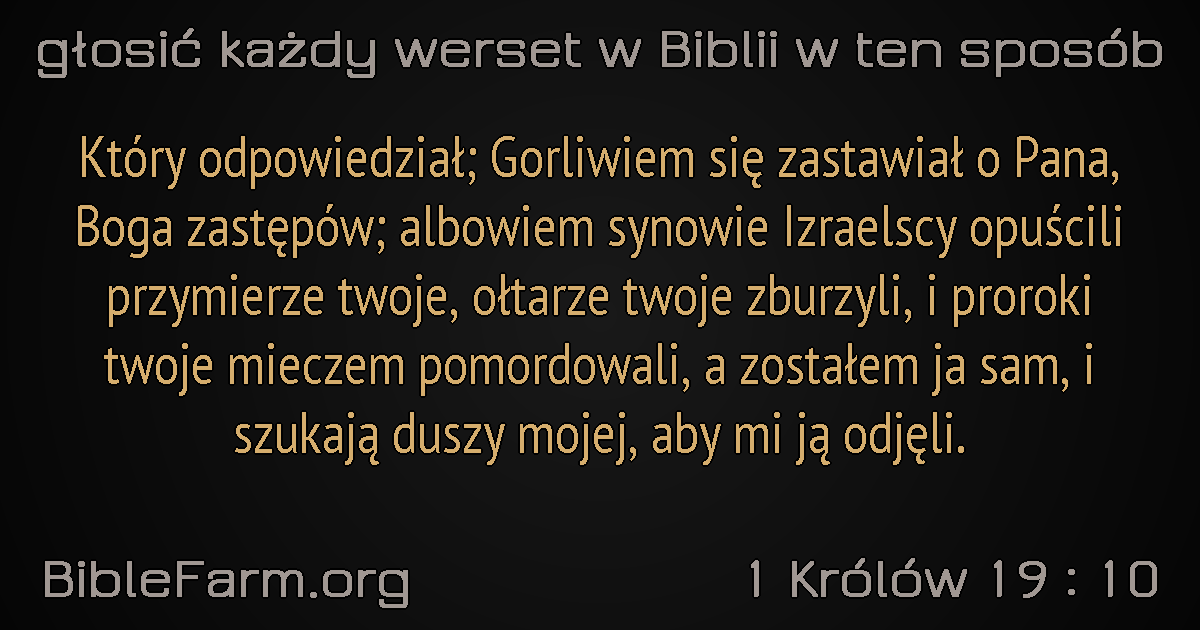 głosić każdy werset w Biblii w ten sposób
Który odpowiedział; Gorliwiem się zastawiał o Pana,
Boga zastępów; albowiem synowie Izraelscy opuścili
przymierze twoje, ołtarze twoje zburzyli, i proroki
twoje mieczem pomordowali, a zostałem ja sam, i
szukają duszy mojej, aby mi ją odjęli.
BibleFarm.org
1 Królów 19 : 10